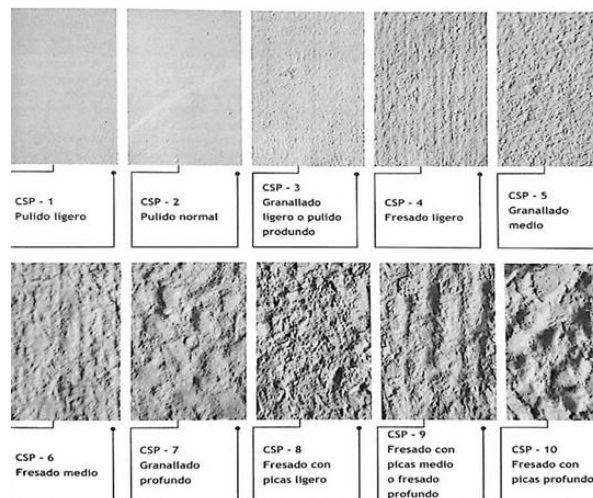 CSP - 1
Pulido ligero
CSP - 2
Pulido normal
CSP - 3
Granallado
ligero o pulido
produndo
CSP - 4
Fresado ligero
CSP - 5
Granallado
medio
CSP - 6
Fresado medio
CSP - 7
Granallado
profundo
CSP - 8
Fresado con
picas ligero
CSP - 9
Fresado con
picas medio
o fresado
profundo
CSP - 10
Fresado con
picas profundo